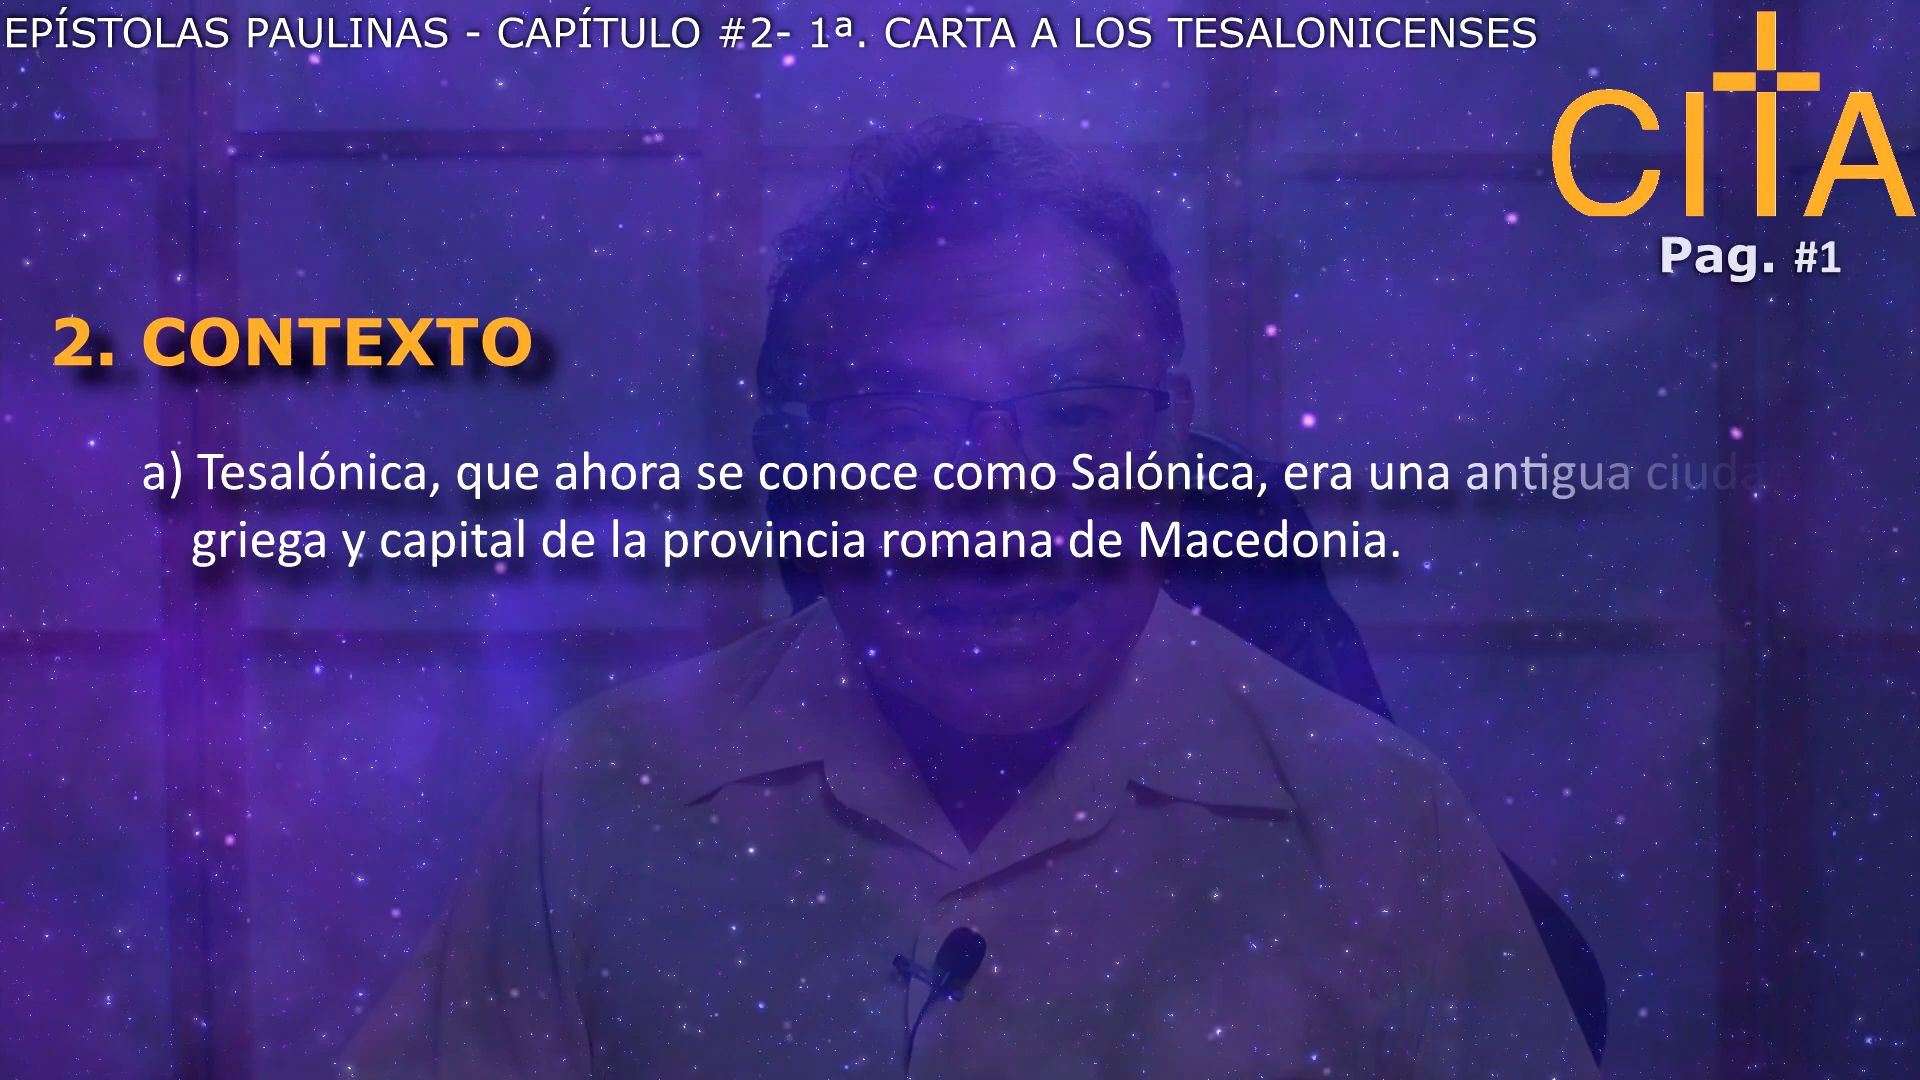 EPÍSTOLAS PAULINAS - CAPÍTULO #2- 1ª. CARTA A LOS TESALONICENSES
CITA
Pag. #1
2. CONTEXTO
a) Tesalónica, que ahora se conoce como Salónica, era una antigua ciudad
griega y capital de la provincia romana de Macedonia.